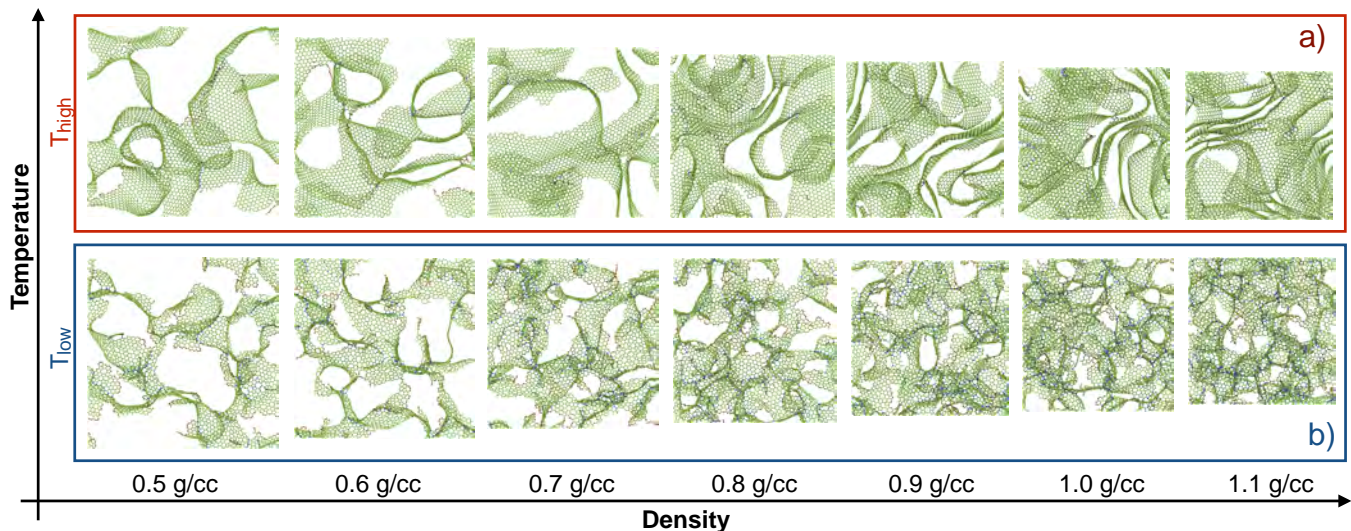 a)
T_high
Temperature
T_low
b)
0.5 g/cc 0.6 g/cc 0.7 g/cc 0.8 g/cc 0.9 g/cc 1.0 g/cc 1.1 g/cc
Density